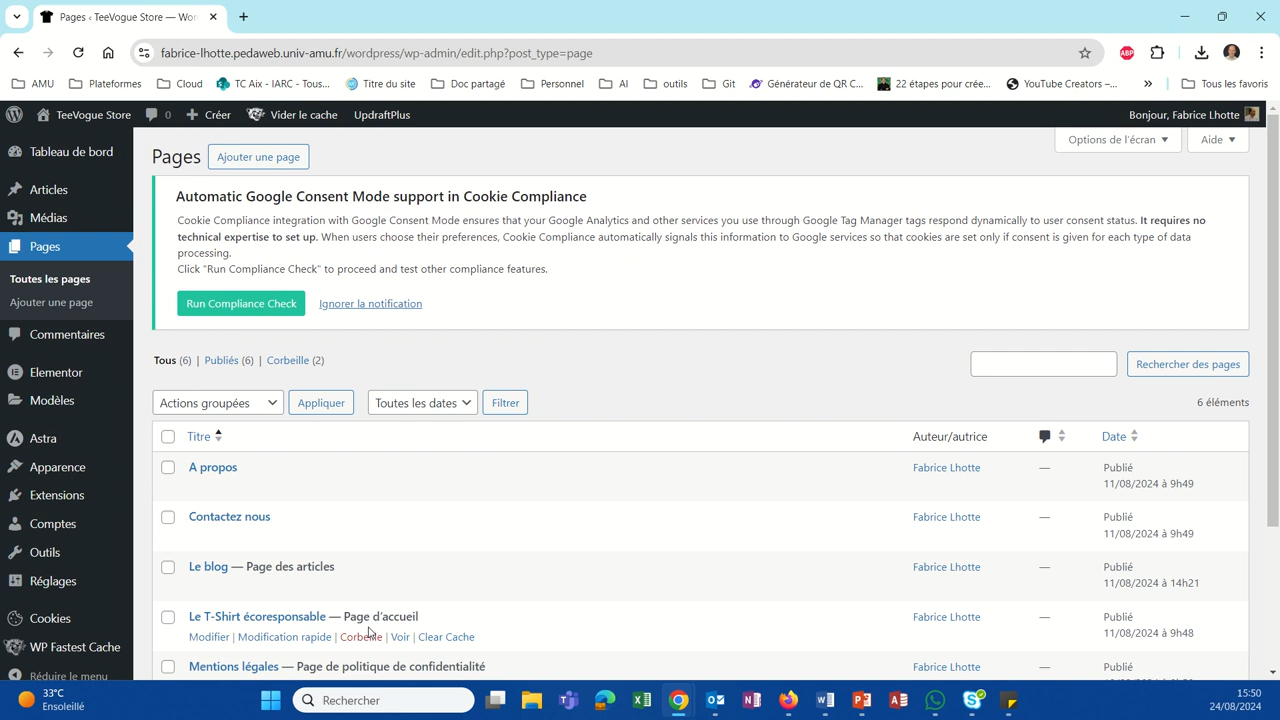 Pages ‹ TeeVogue Store — Wor
fabrice-lhotte.pedaweb.univ-amu.fr/wordpress/wp-admin/edit.php?post_type=page
ABP
AMU Plateformes Cloud TC Aix - IARC - Tous... Titre du site Doc partagé Personnel AI outils Git Générateur de QR C... 22 étapes pour crée... YouTube Creators –... » Tous les favoris
TeeVogue Store 0 + Créer Vider le cache UpdraftPlus Bonjour, Fabrice Lhotte
Options de l'écran Aide
Tableau de bord
Articles
Médias
Pages
Toutes les pages
Ajouter une page
Commentaires
Elementor
Modèles
Astra
Apparence
Extensions
Comptes
Outils
Réglages
Cookies
WP Fastest Cache
Réduire le menu
Pages Ajouter une page
Automatic Google Consent Mode support in Cookie Compliance
Cookie Compliance integration with Google Consent Mode ensures that your Google Analytics and other services you use through Google Tag Manager tags respond dynamically to user consent status. It requires no
technical expertise to set up. When users choose their preferences, Cookie Compliance automatically signals this information to Google services so that cookies are set only if consent is given for each type of data
processing.
Click "Run Compliance Check" to proceed and test other compliance features.
Run Compliance Check Ignorer la notification
Tous (6) | Publiés (6) | Corbeille (2)
Rechercher des pages
Actions groupées Appliquer Toutes les dates Filtrer 6 éléments
Titre Auteur/autrice Date
A propos Fabrice Lhotte — Publié
11/08/2024 à 9h49
Contactez nous Fabrice Lhotte — Publié
11/08/2024 à 9h49
Le blog — Page des articles Fabrice Lhotte — Publié
11/08/2024 à 14h21
Le T-Shirt écoresponsable — Page d'accueil Fabrice Lhotte — Publié
11/08/2024 à 9h48
Modifier | Modification rapide | Corbeille | Voir | Clear Cache
Mentions légales — Page de politique de confidentialité Fabrice Lhotte — Publié
33°C
Ensoleillé
Rechercher
15:50
24/08/2024